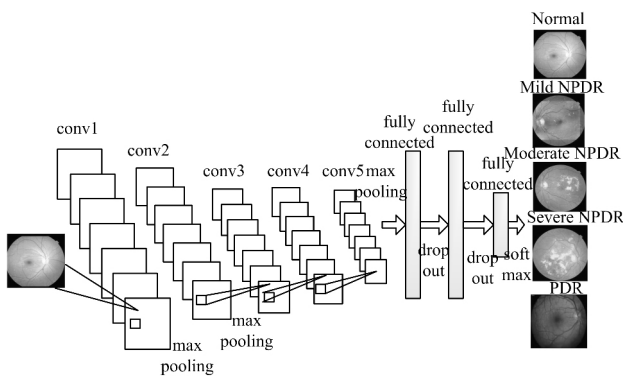 conv1
conv2
conv3
conv4
conv5
max
pooling
max
pooling
max
pooling
fully
connected
drop
out
fully
connected
drop
out
fully
connected
soft
max
Normal
Mild NPDR
Moderate NPDR
Severe NPDR
PDR